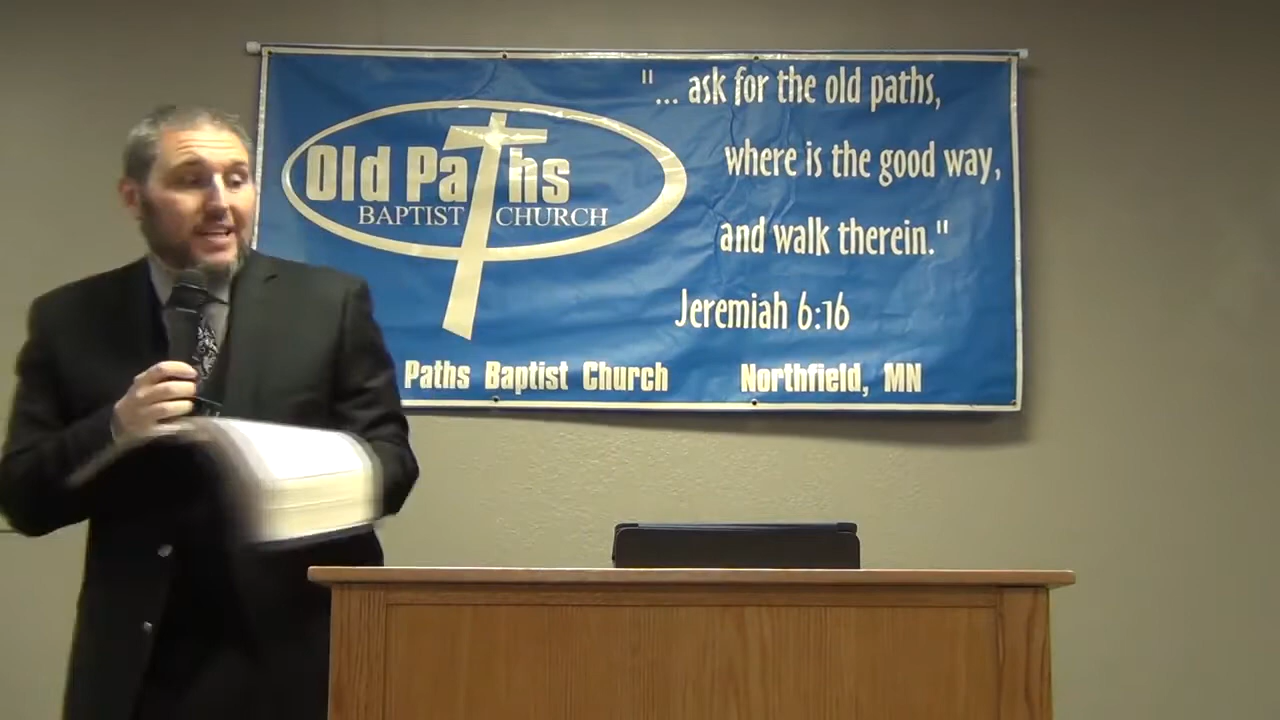 Old Paths
BAPTIST CHURCH
"... ask for the old paths,
where is the good way,
and walk therein."
Jeremiah 6:16
Paths Baptist Church Northfield, MN